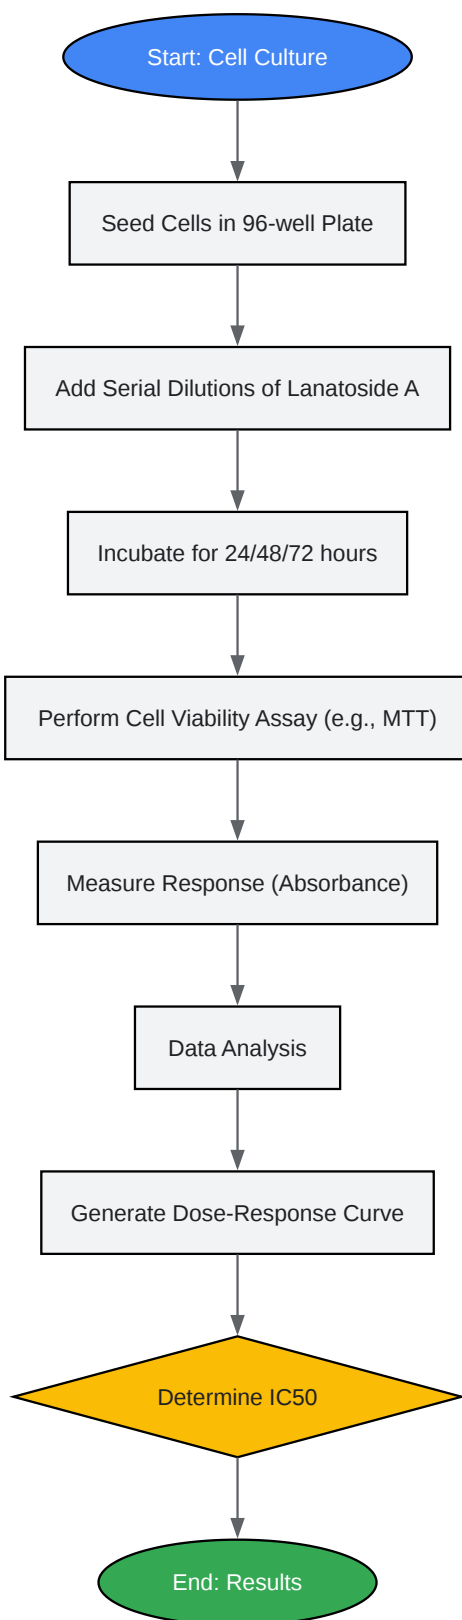 Start: Cell Culture
Seed Cells in 96-well Plate
Add Serial Dilutions of Lanatoside A
Incubate for 24/48/72 hours
Perform Cell Viability Assay (e.g., MTT)
Measure Response (Absorbance)
Data Analysis
Generate Dose-Response Curve
Determine IC50
End: Results